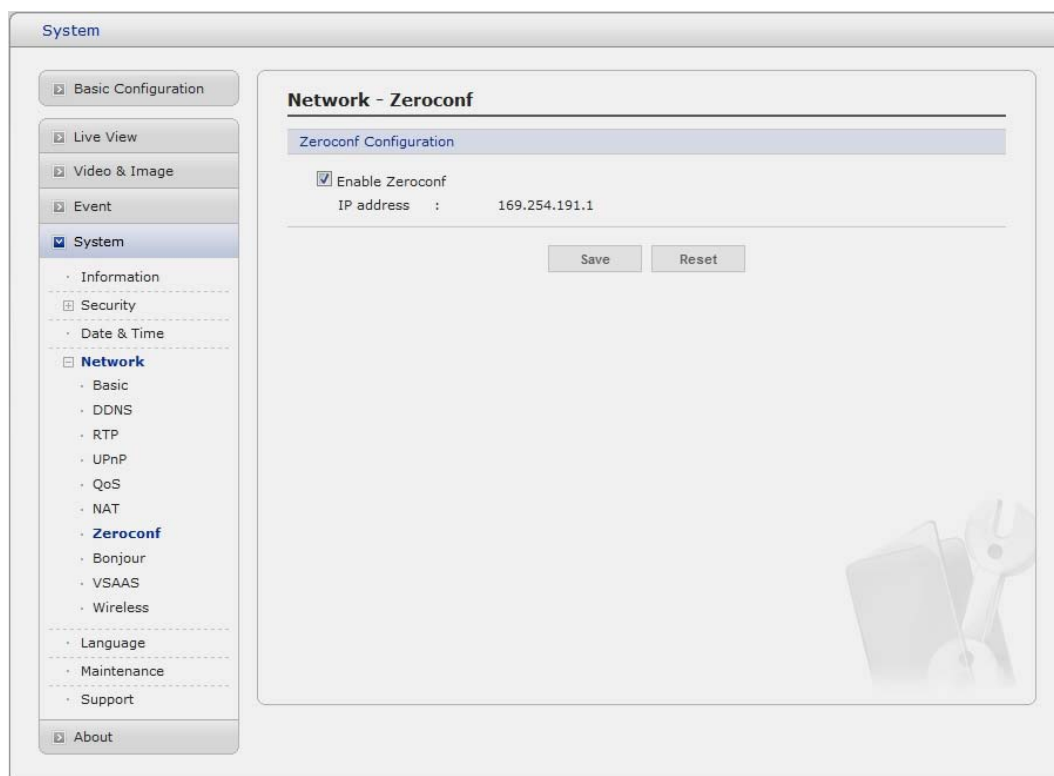 System
Basic Configuration
Live View
Video & Image
Event
System
Information
Security
Date & Time
Network
Basic
DDNS
RTP
UPnP
QoS
NAT
Zeroconf
Bonjour
VSAAS
Wireless
Language
Maintenance
Support
About
Network - Zeroconf
Zeroconf Configuration
Enable Zeroconf
IP address : 169.254.191.1
Save Reset